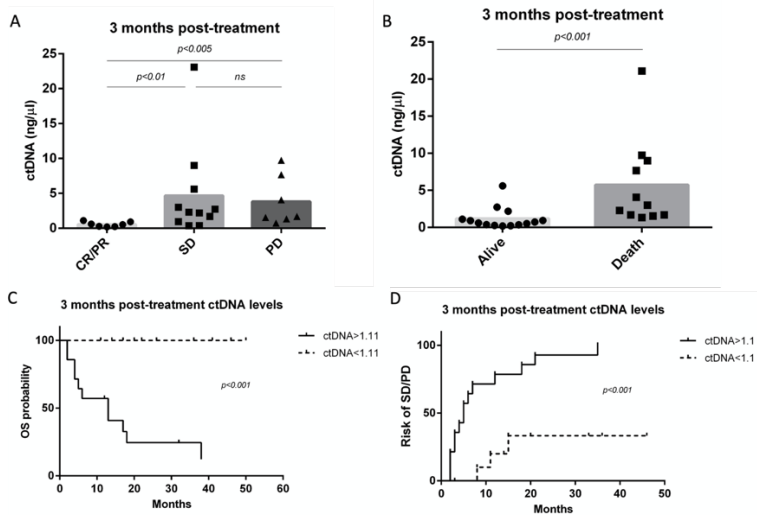 A
3 months post-treatment
p<0.005
p<0.01
ns
ctDNA (ng/µl)
25
20
15
10
5
0
CR/PR
SD
PD
B
3 months post-treatment
p<0.001
ctDNA (ng/µl)
25
20
15
10
5
0
Alive
Death
C
3 months post-treatment ctDNA levels
ctDNA>1.11
ctDNA<1.11
p<0.001
OS probability
100
50
0
0 10 20 30 40 50 60
Months
D
3 months post-treatment ctDNA levels
ctDNA>1.1
ctDNA<1.1
p<0.001
Risk of SD/PD
100
50
0
0 10 20 30 40 50
Months